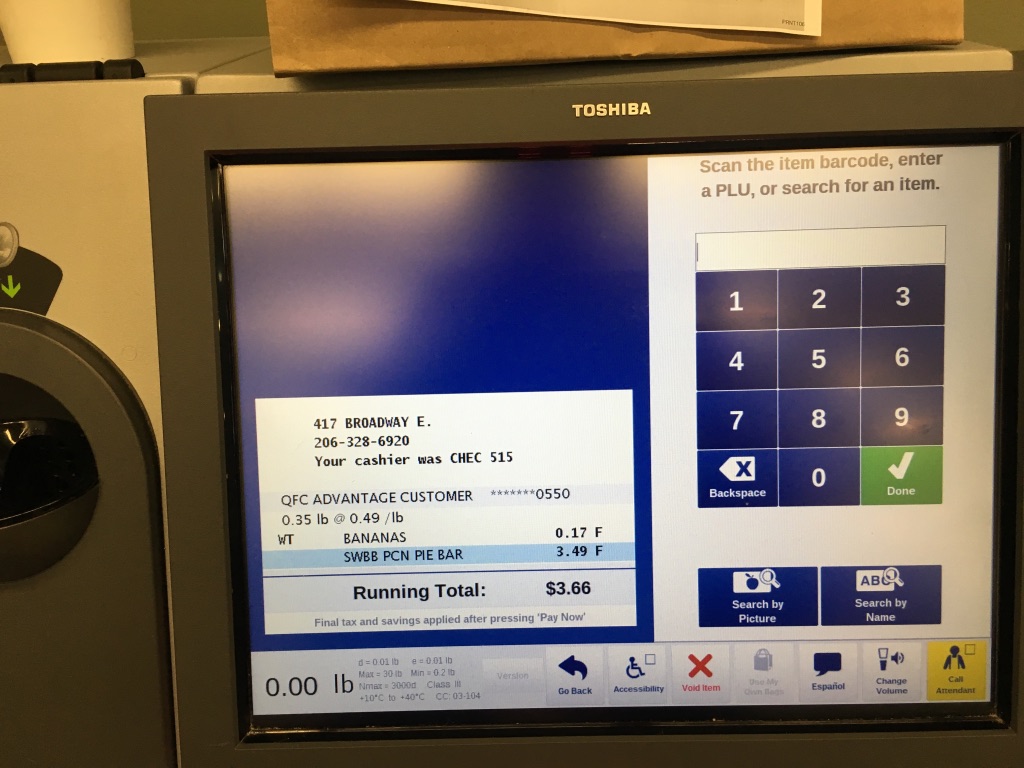 TOSHIBA
Scan the item barcode, enter
a PLU, or search for an item.
1 2 3
4 5 6
7 8 9
Backspace 0 Done
417 BROADWAY E.
206-328-6920
Your cashier was CHEC 515
QFC ADVANTAGE CUSTOMER *******0550
0.35 lb @ 0.49 /lb
WT BANANAS 0.17 F
SWBB PCN PIE BAR 3.49 F
Running Total: $3.66
Final tax and savings applied after pressing 'Pay Now'
Search by
Picture
ABC
Search by
Name
0.00 lb
d = 0.01 lb e = 0.01 lb
Max = 30 lb Min = 0.2 lb
Nmax = 3000d Class III
+10°C to +40°C CC: 03-104
Version
Go Back
Accessibility
Void Item
Use My
Own Bags
Español
Change
Volume
Call
Attendant